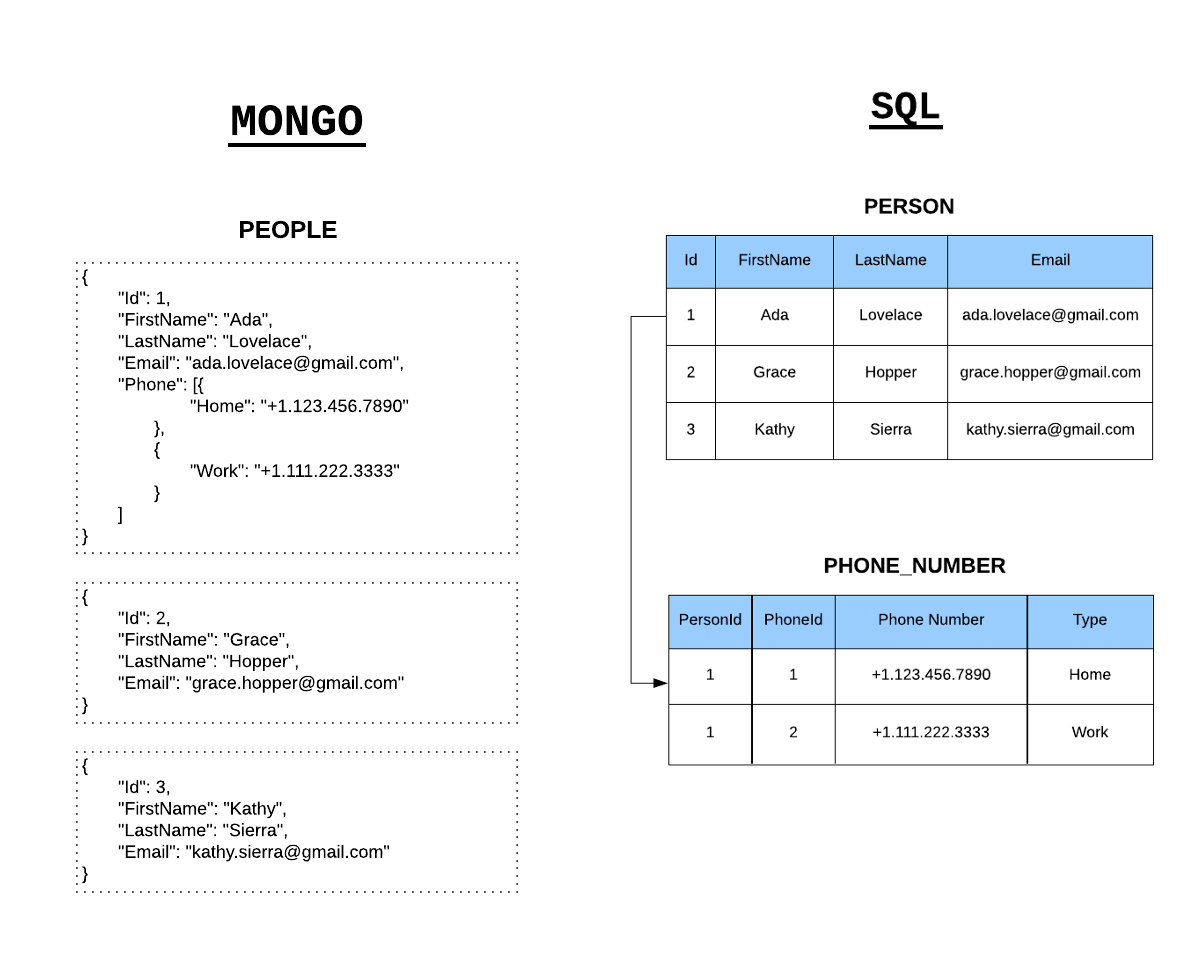 MONGO
PEOPLE
{
"Id": 1,
"FirstName": "Ada",
"LastName": "Lovelace",
"Email": "ada.lovelace@gmail.com",
"Phone": [{
"Home": "+1.123.456.7890"
},
{
"Work": "+1.111.222.3333"
}
]
}
{
"Id": 2,
"FirstName": "Grace",
"LastName": "Hopper",
"Email": "grace.hopper@gmail.com"
}
{
"Id": 3,
"FirstName": "Kathy",
"LastName": "Sierra",
"Email": "kathy.sierra@gmail.com"
}
SQL
PERSON
Id FirstName LastName Email
1 Ada Lovelace ada.lovelace@gmail.com
2 Grace Hopper grace.hopper@gmail.com
3 Kathy Sierra kathy.sierra@gmail.com
PHONE_NUMBER
PersonId PhoneId Phone Number Type
1 1 +1.123.456.7890 Home
1 2 +1.111.222.3333 Work